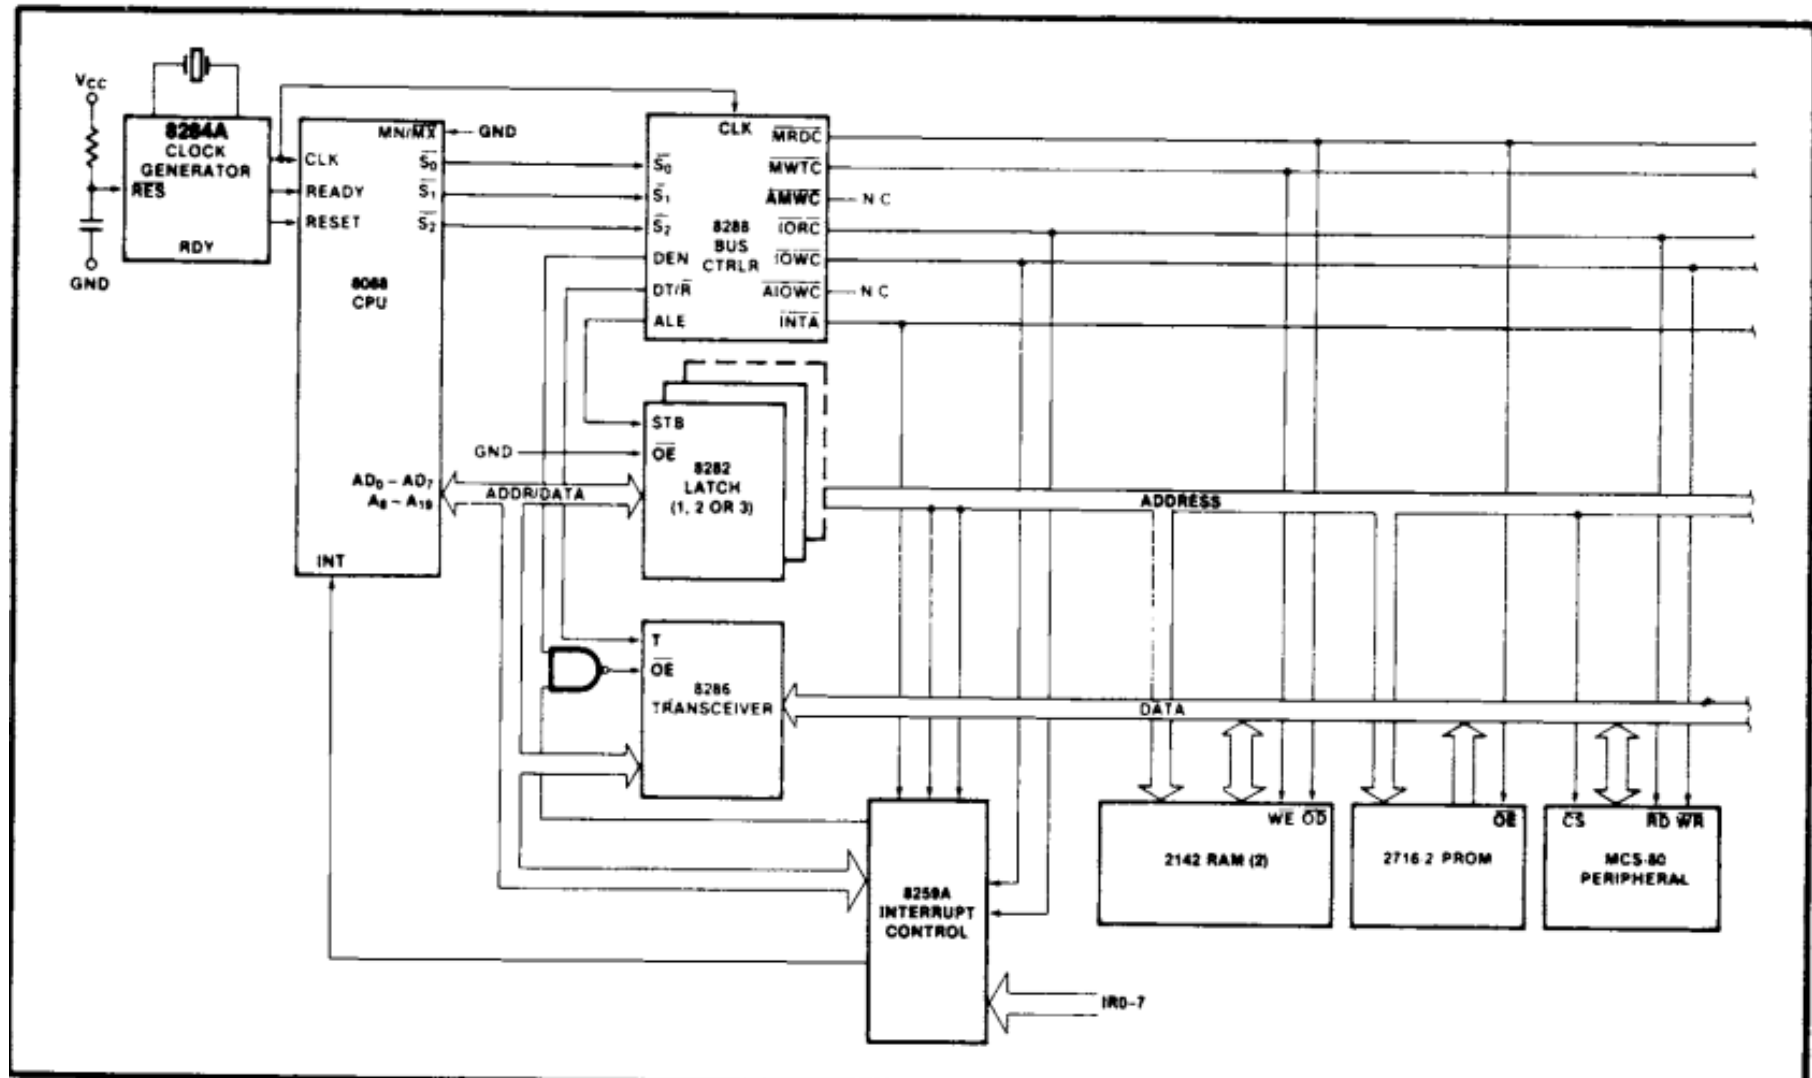 VCC
8284A
CLOCK
GENERATOR
RES
RDY
GND
CLK
READY
RESET
MN/MX
S0
S1
S2
8088
CPU
AD0 – AD7
A8 – A19
INT
GND
CLK
S0
S1
S2
DEN
DT/R
ALE
8288
BUS
CTRLR
MRDC
MWTC
AMWC
IORC
IOWC
AIOWC
INTA
N C
N C
STB
OE
GND
8282
LATCH
(1, 2 OR 3)
ADDR/DATA
ADDRESS
T
OE
8286
TRANSCEIVER
DATA
8259A
INTERRUPT
CONTROL
IR0–7
WE OD
2142 RAM (2)
OE
2716-2 PROM
CS
RD WR
MCS-80
PERIPHERAL